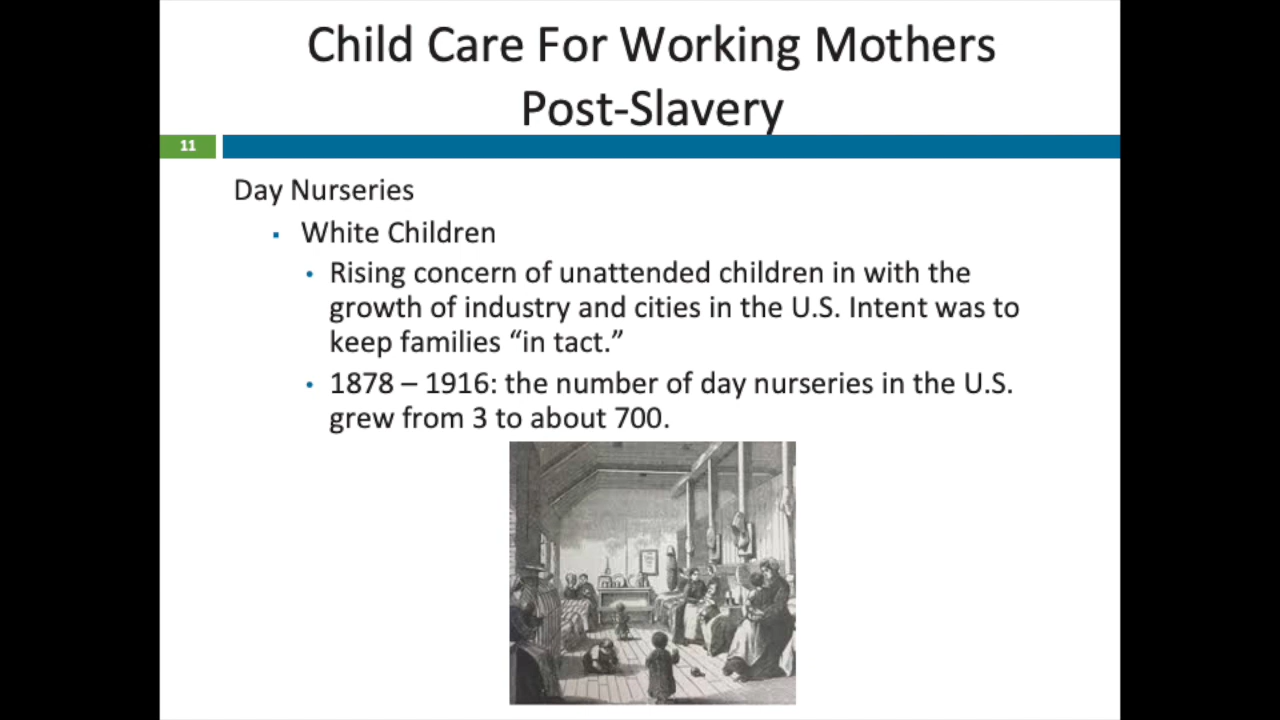 Child Care For Working Mothers
Post-Slavery
11
Day Nurseries
▪ White Children
• Rising concern of unattended children in with the
growth of industry and cities in the U.S. Intent was to
keep families “in tact.”
• 1878 – 1916: the number of day nurseries in the U.S.
grew from 3 to about 700.